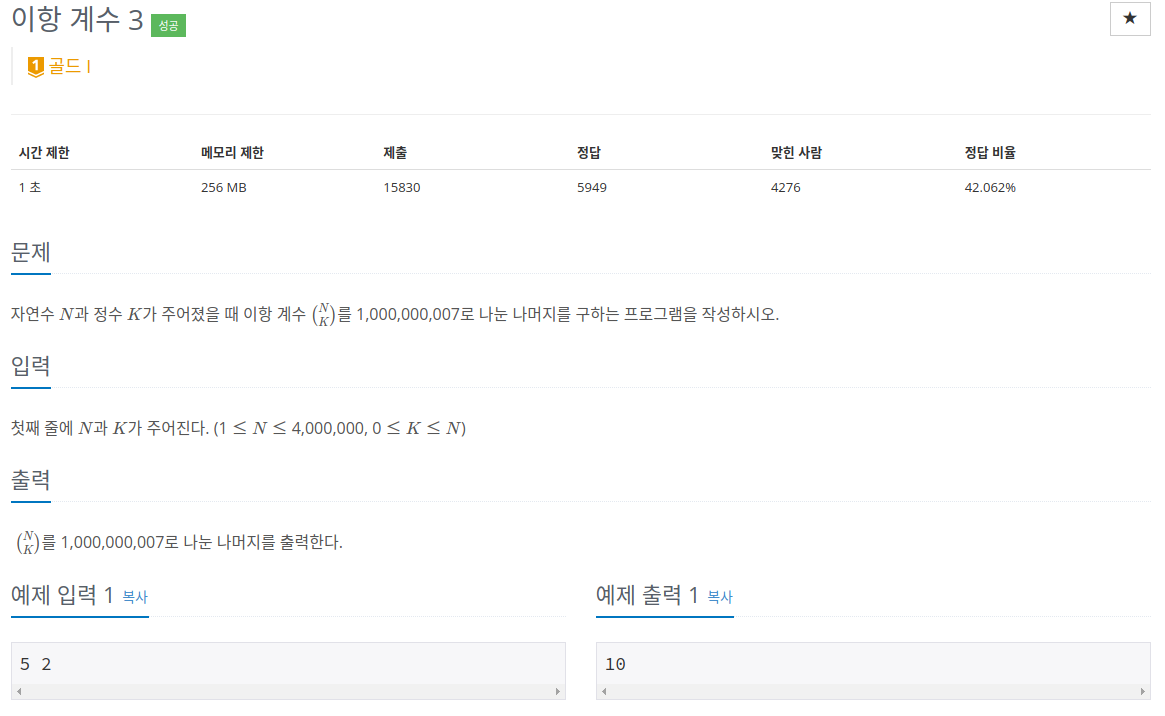 이항 계수 3 성공
★
1 골드 I
시간 제한 메모리 제한 제출 정답 맞힌 사람 정답 비율
1 초 256 MB 15830 5949 4276 42.062%
문제
자연수 N과 정수 K가 주어졌을 때 이항 계수 (N K)를 1,000,000,007로 나눈 나머지를 구하는 프로그램을 작성하시오.
입력
첫째 줄에 N과 K가 주어진다. (1 ≤ N ≤ 4,000,000, 0 ≤ K ≤ N)
출력
(N K)를 1,000,000,007로 나눈 나머지를 출력한다.
예제 입력 1 복사
5 2
예제 출력 1 복사
10